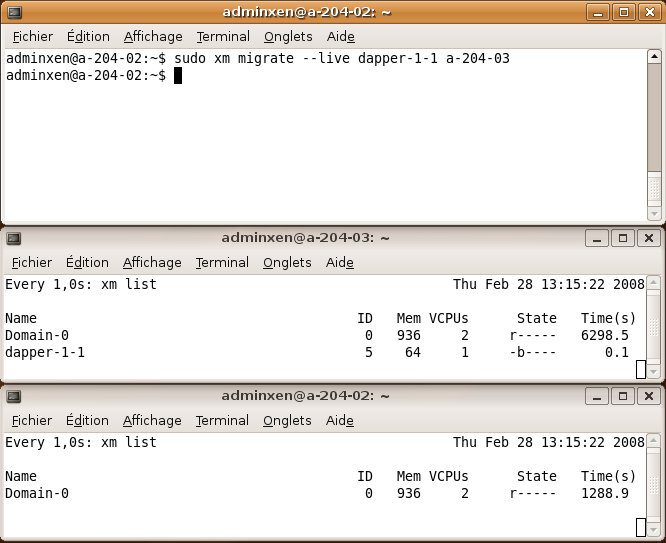 adminxen@a-204-02: ~
Fichier Édition Affichage Terminal Onglets Aide
adminxen@a-204-02:~$ sudo xm migrate --live dapper-1-1 a-204-03
adminxen@a-204-02:~$
adminxen@a-204-03: ~
Fichier Édition Affichage Terminal Onglets Aide
Every 1,0s: xm list Thu Feb 28 13:15:22 2008
Name ID Mem VCPUs State Time(s)
Domain-0 0 936 2 r----- 6298.5
dapper-1-1 5 64 1 -b---- 0.1
adminxen@a-204-02: ~
Fichier Édition Affichage Terminal Onglets Aide
Every 1,0s: xm list Thu Feb 28 13:15:22 2008
Name ID Mem VCPUs State Time(s)
Domain-0 0 936 2 r----- 1288.9